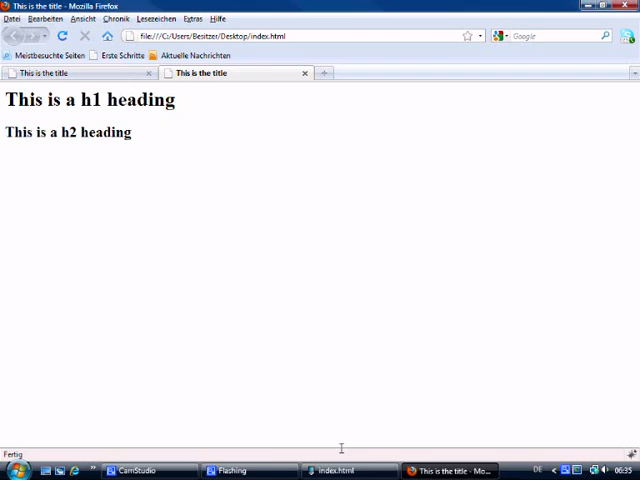 This is the title - Mozilla Firefox
Datei Bearbeiten Ansicht Chronik Lesezeichen Extras Hilfe
file:///C:/Users/Besitzer/Desktop/index.html Google
Meistbesuchte Seiten Erste Schritte Aktuelle Nachrichten
This is the title This is the title
This is a h1 heading
This is a h2 heading
Fertig
CamStudio Flashing index.html This is the title - Mo... DE 06:35